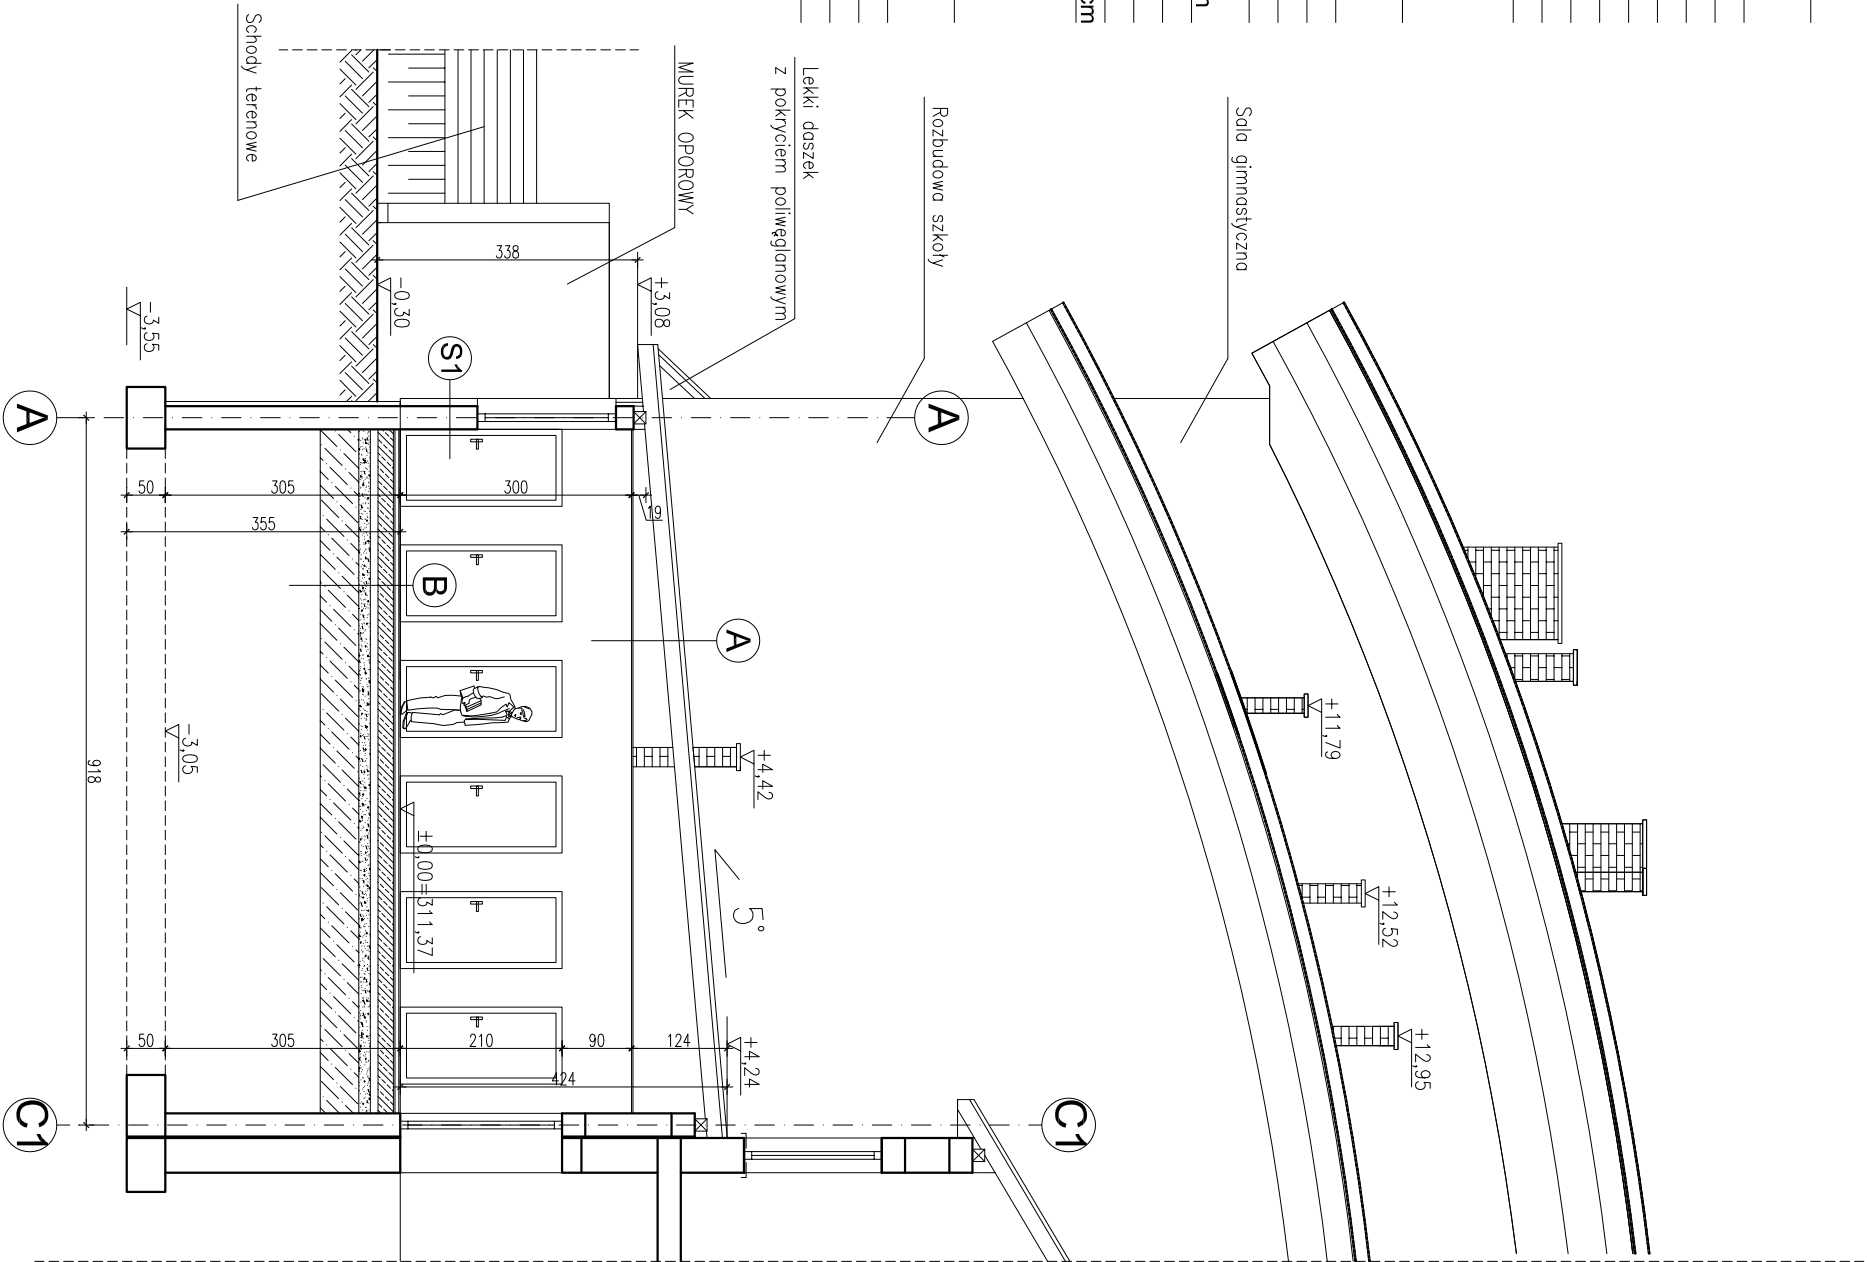 Sala gimnastyczna
Rozbudowa szkoły
Lekki daszek
z pokryciem poliwęglanowym
MUREK OPOROWY
Schody terenowe
cm
+11,79
+12,52
+12,95
A
C1
+3,08
+4,42
5°
+4,24
A
338
-0,30
S1
300
19
210
90
124
424
B
±0,00=311,37
-3,55
50
305
355
-3,05
50
305
918
A
C1